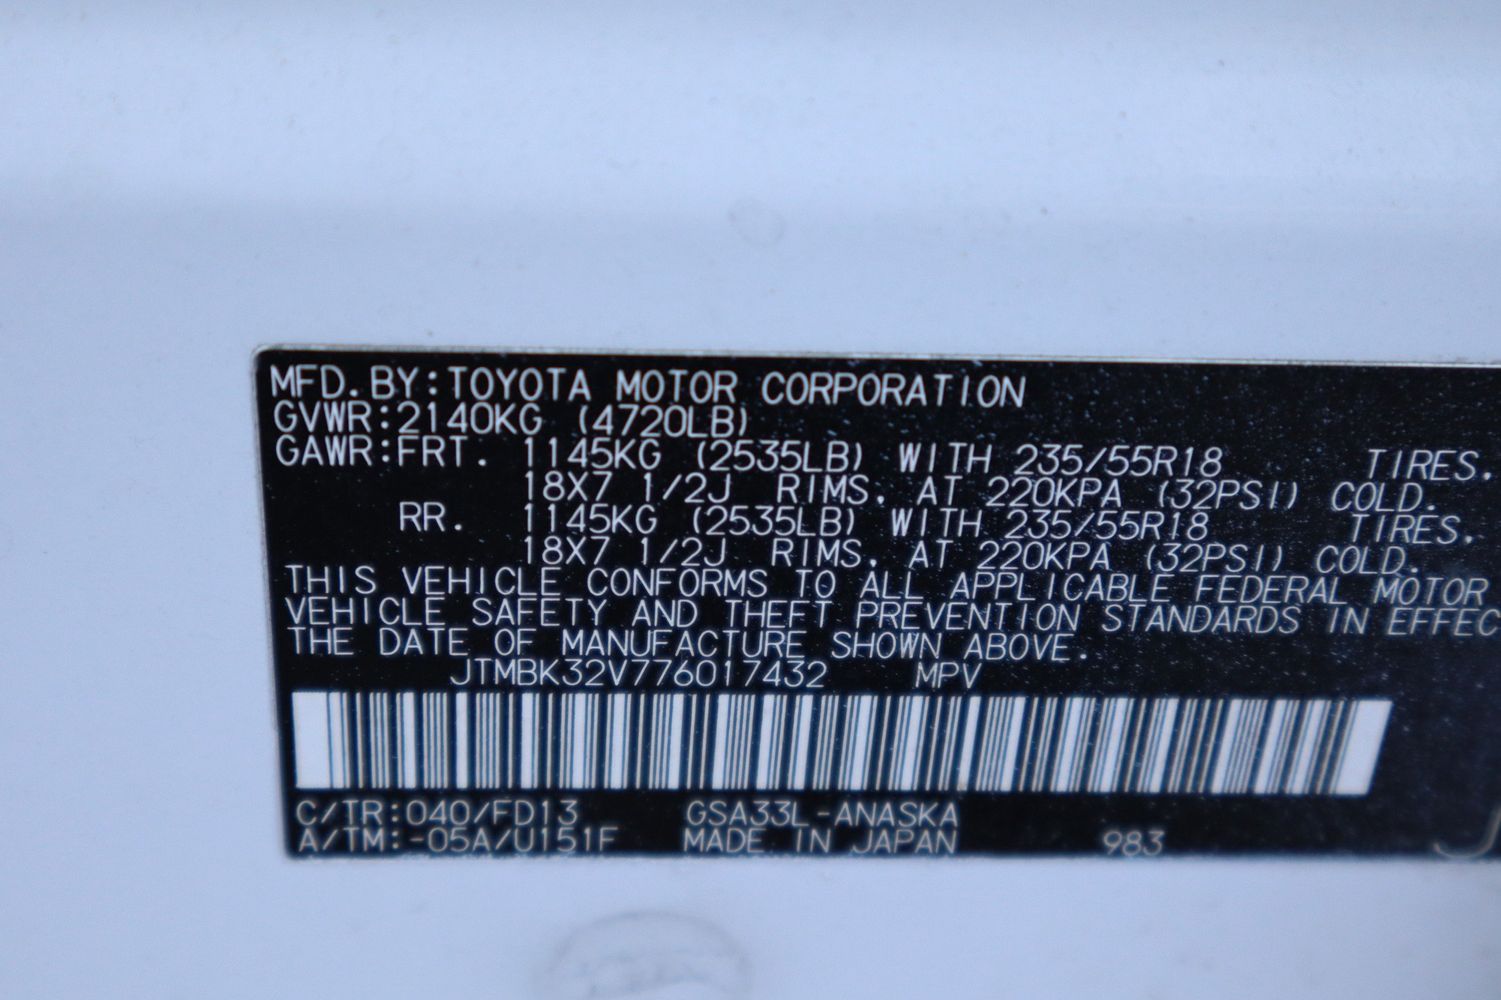 MFD.BY:TOYOTA MOTOR CORPORATION
GVWR:2140KG (4720LB)
GAWR:FRT. 1145KG (2535LB) WITH 235/55R18 TIRES.
18X7 1/2J RIMS. AT 220KPA (32PSI) COLD.
RR. 1145KG (2535LB) WITH 235/55R18 TIRES.
18X7 1/2J RIMS. AT 220KPA (32PSI) COLD.
THIS VEHICLE CONFORMS TO ALL APPLICABLE FEDERAL MOTOR
VEHICLE SAFETY AND THEFT PREVENTION STANDARDS IN EFFEC
THE DATE OF MANUFACTURE SHOWN ABOVE.
JTMBK32V776017432 MPV
C/TR:040/FD13 GSA33L-ANASKA
A/TM:-05A/U151F MADE IN JAPAN 983